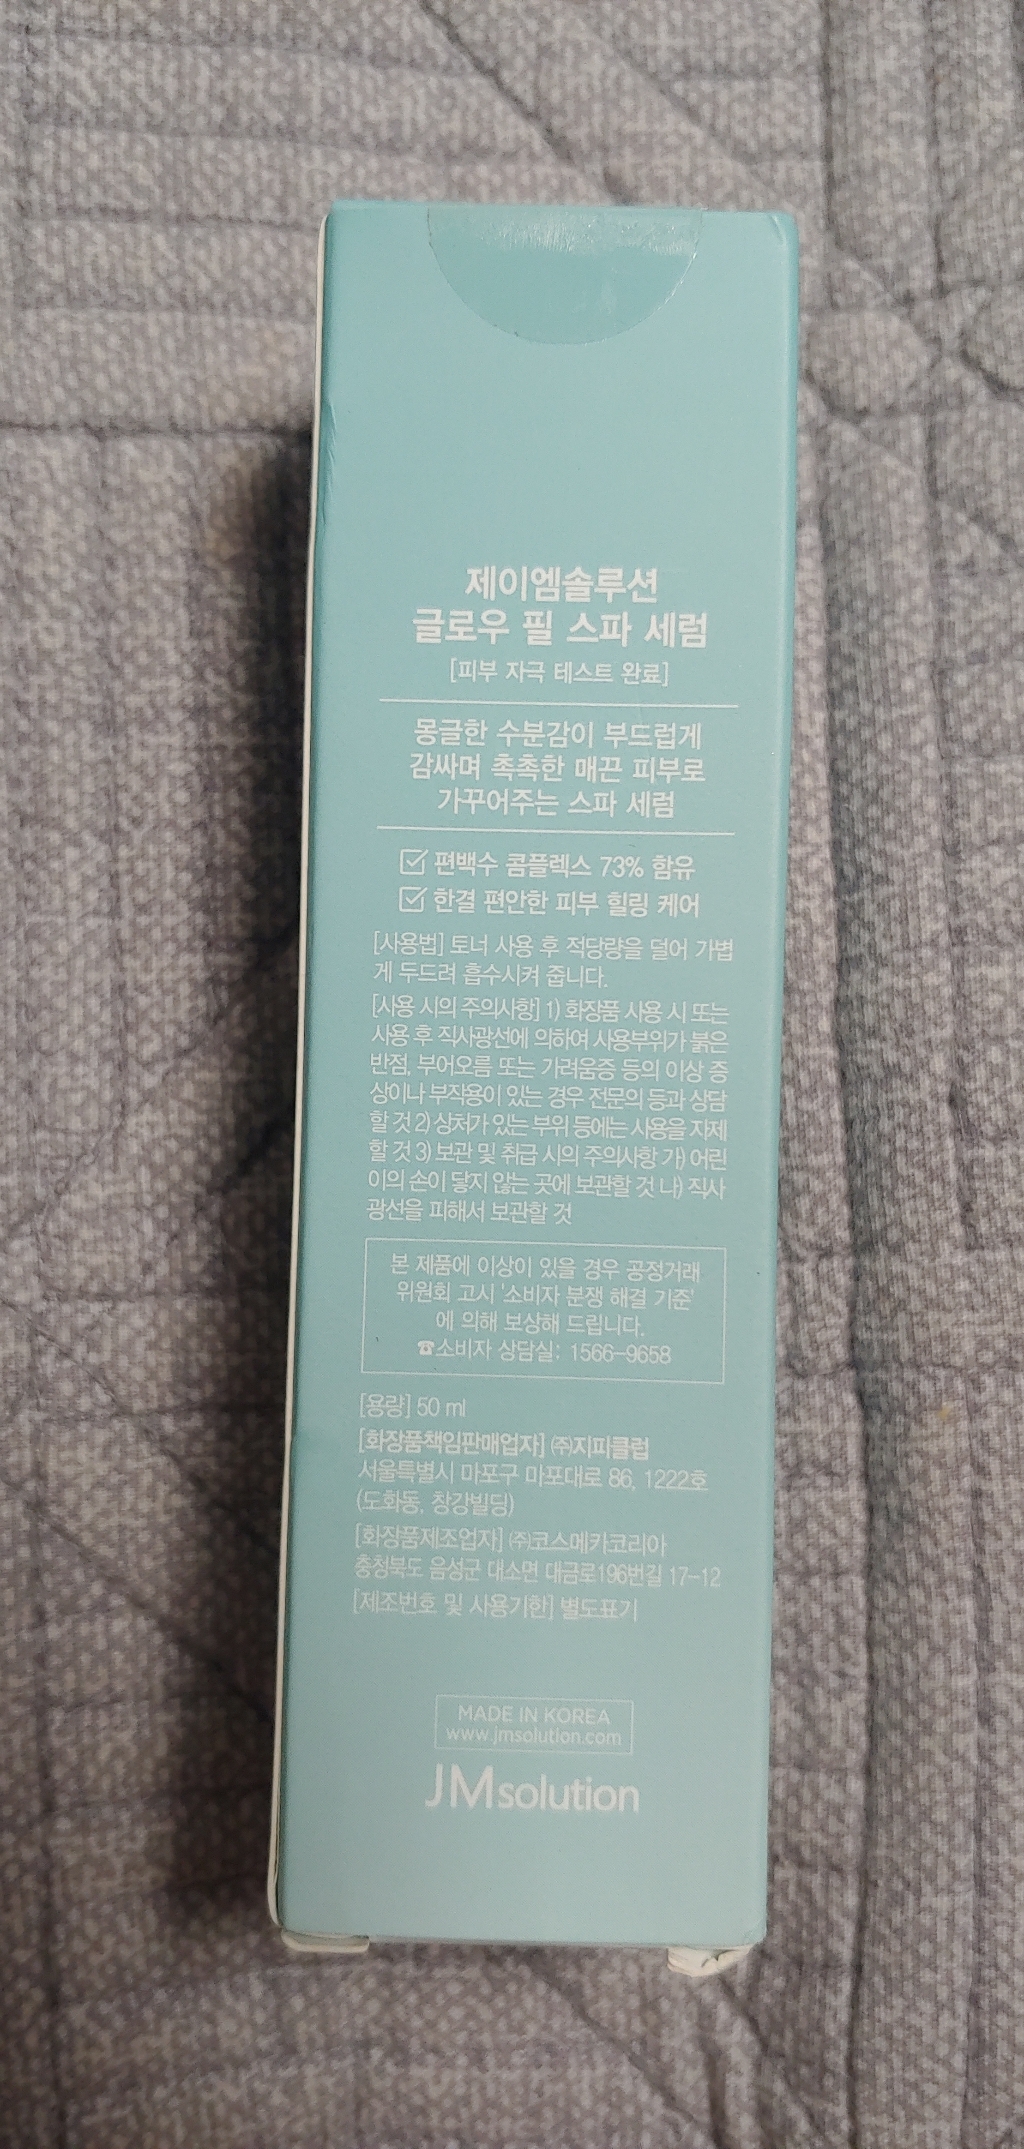 제이엠솔루션
글로우 필 스파 세럼
[피부 자극 테스트 완료]
몽글한 수분감이 부드럽게
감싸며 촉촉한 매끈 피부로
가꾸어주는 스파 세럼
편백수 콤플렉스 73% 함유
한결 편안한 피부 힐링 케어
[사용법] 토너 사용 후 적당량을 덜어 가볍
게 두드려 흡수시켜 줍니다.
[사용 시의 주의사항] 1) 화장품 사용 시 또는
사용 후 직사광선에 의하여 사용부위가 붉은
반점, 부어오름 또는 가려움증 등의 이상 증
상이나 부작용이 있는 경우 전문의 등과 상담
할 것 2) 상처가 있는 부위 등에는 사용을 자제
할 것 3) 보관 및 취급 시의 주의사항 가) 어린
이의 손이 닿지 않는 곳에 보관할 것 나) 직사
광선을 피해서 보관할 것
본 제품에 이상이 있을 경우 공정거래
위원회 고시 '소비자 분쟁 해결 기준'
에 의해 보상해 드립니다.
☎소비자 상담실: 1566-9658
[용량] 50 ml
[화장품책임판매업자] ㈜지피클럽
서울특별시 마포구 마포대로 86, 1222호
(도화동, 창강빌딩)
[화장품제조업자] ㈜코스메카코리아
충청북도 음성군 대소면 대금로196번길 17-12
[제조번호 및 사용기한] 별도표기
MADE IN KOREA
www.jmsolution.com
JMsolution